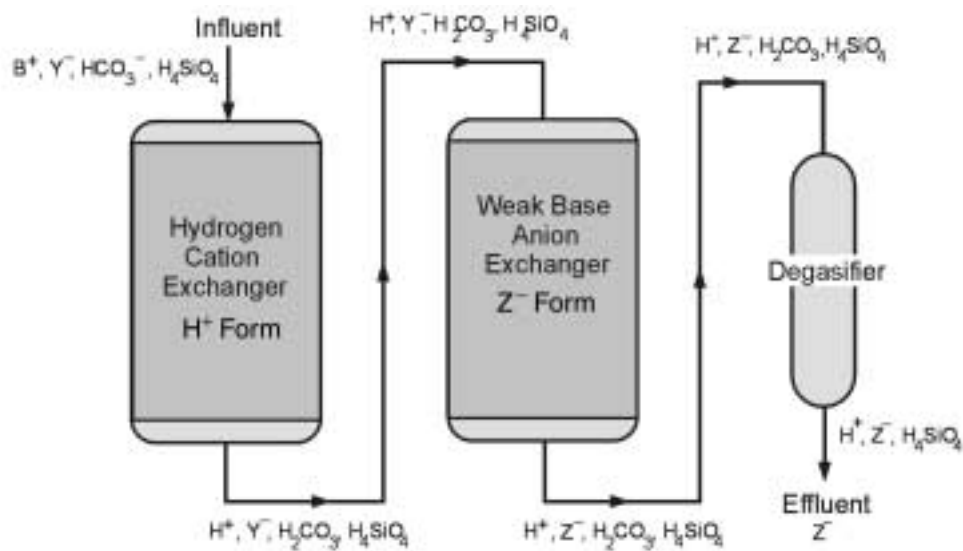 Influent
B⁺, Y⁻, HCO₃⁻, H₄SiO₄
H⁺, Y⁻, H₂CO₃, H₄SiO₄
H⁺, Z⁻, H₂CO₃, H₄SiO₄
Hydrogen
Cation
Exchanger
H⁺ Form
Weak Base
Anion
Exchanger
Z⁻ Form
Degasifier
H⁺, Y⁻, H₂CO₃, H₄SiO₄
H⁺, Z⁻, H₂CO₃, H₄SiO₄
H⁺, Z⁻, H₄SiO₄
Effluent
Z⁻